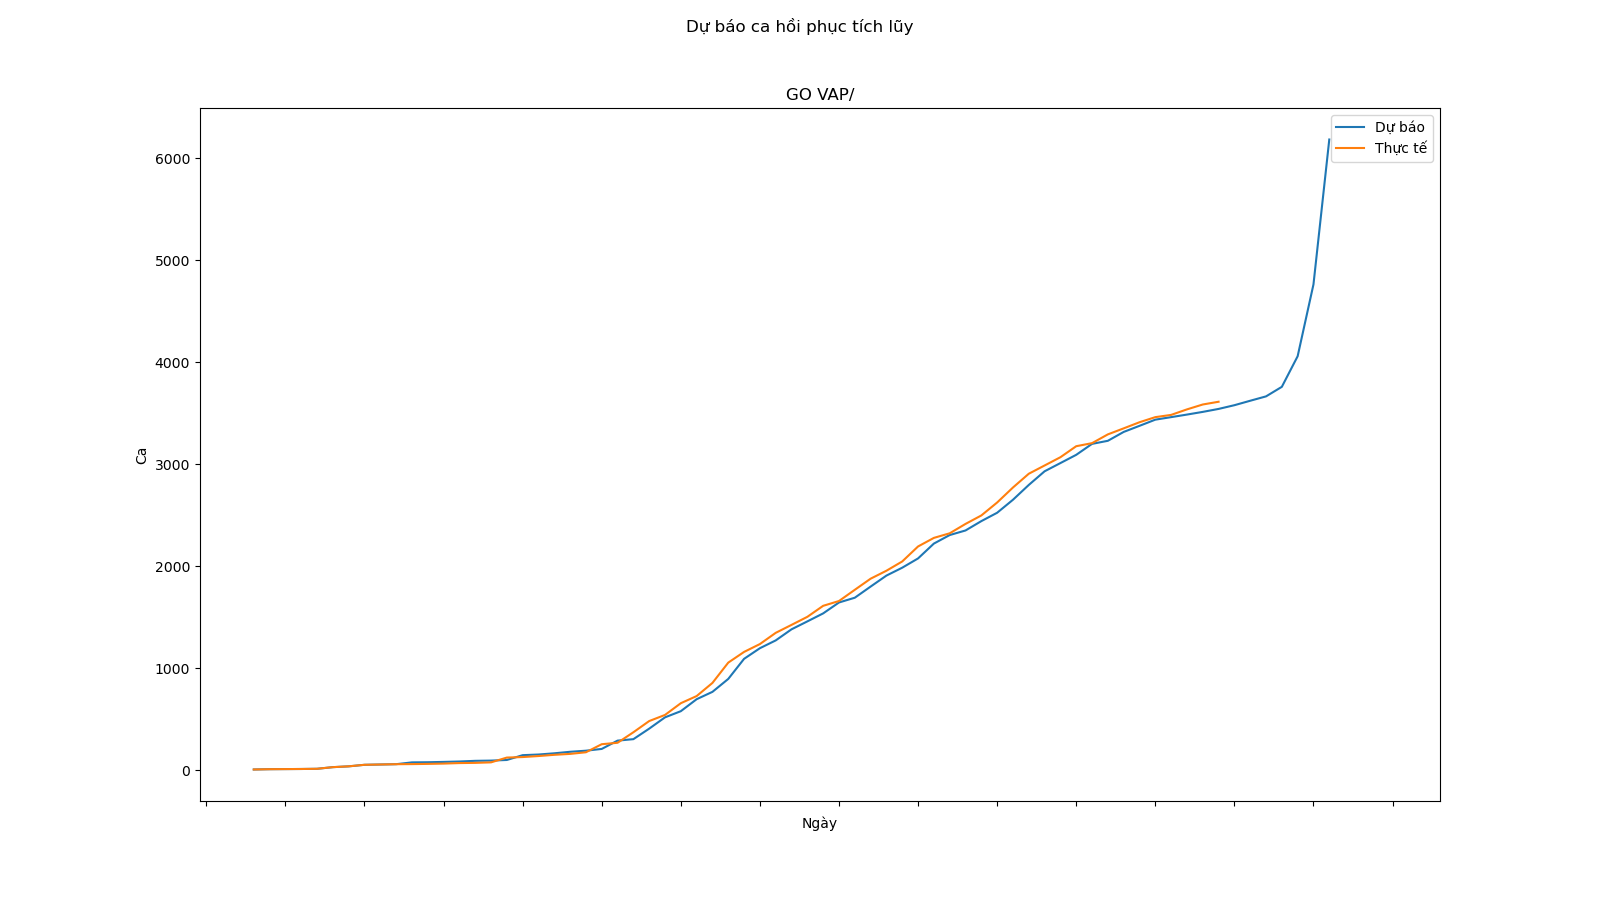 Dự báo ca hồi phục tích lũy
GO VAP/
Dự báo
Thực tế
6000
5000
4000
3000
2000
1000
0
Ca
Ngày